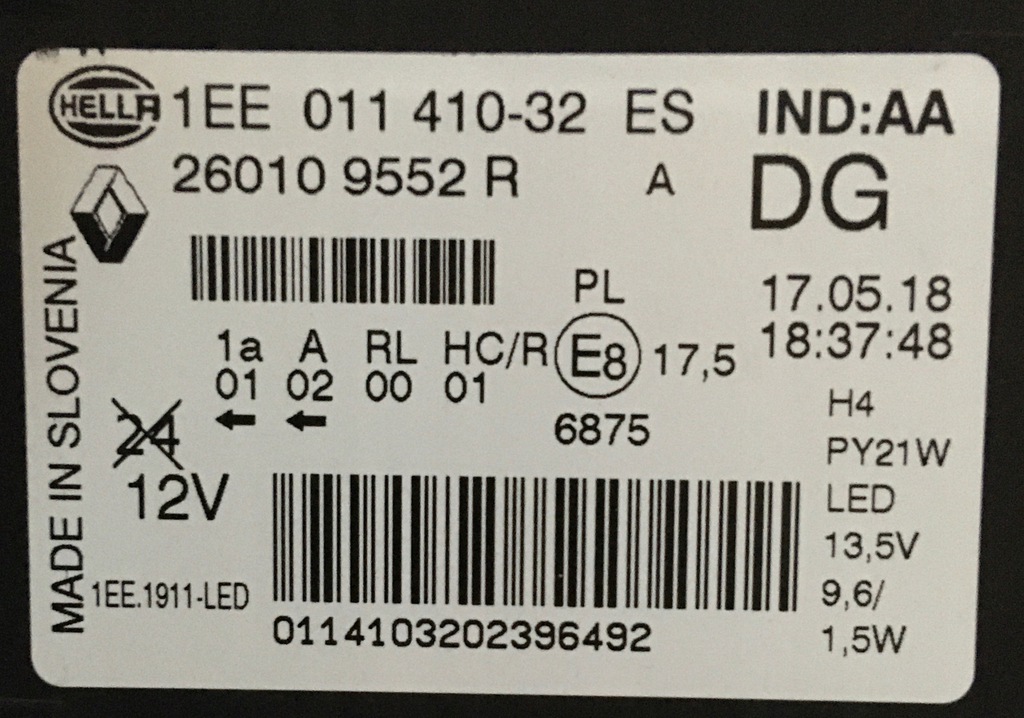 HELLA 1EE 011 410-32 ES IND:AA
26010 9552 R A DG
MADE IN SLOVENIA
PL
17.05.18
18:37:48
1a A RL HC/R E8 17,5
01 02 00 01
6875
24
12V
H4
PY21W
LED
13,5V
9,6/
1,5W
1EE.1911-LED
0114103202396492